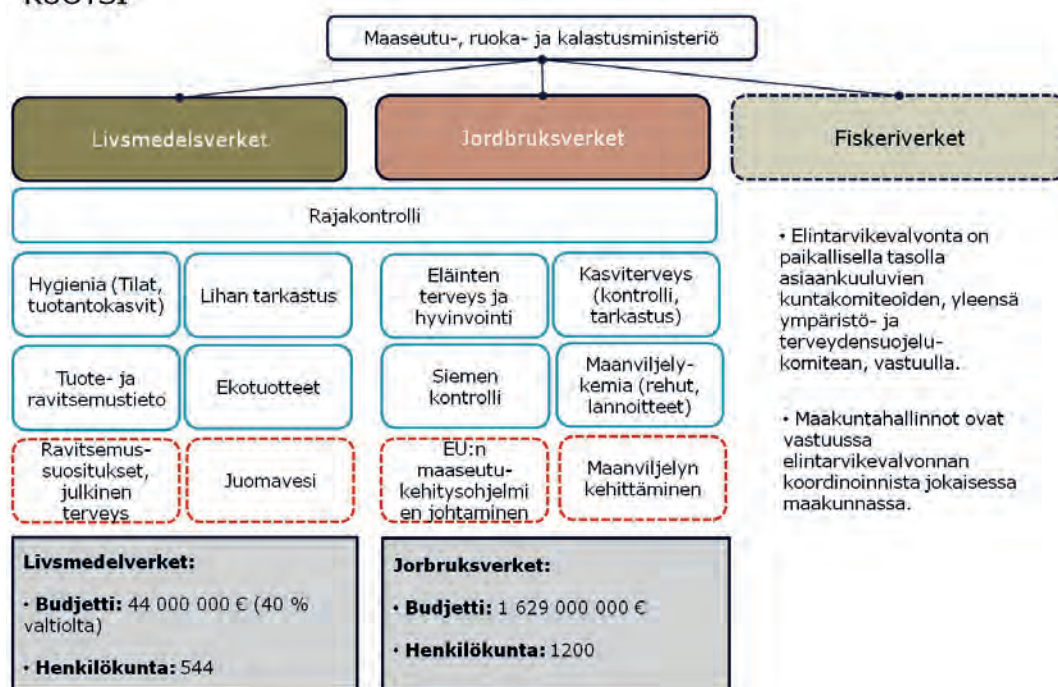 RUOTSI
Maaseutu-, ruoka- ja kalastusministeriö
Livsmedelsverket
Jordbruksverket
Fiskeriverket
Rajakontrolli
Hygienia (Tilat,
tuotantokasvit)
Lihan tarkastus
Eläinten
terveys ja
hyvinvointi
Kasviterveys
(kontrolli,
tarkastus)
Tuote- ja
ravitsemustieto
Ekotuotteet
Siemen
kontrolli
Maanviljely-
kemia (rehut,
lannoitteet)
Ravitsemus-
suositukset,
julkinen
terveys
Juomavesi
EU:n
maaseutu-
kehitysohjelmi
en johtaminen
Maanviljelyn
kehittäminen
• Elintarvikevalvonta on
paikallisella tasolla
asiaankuuluvien
kuntakomiteoiden, yleensä
ympäristö- ja
terveydensuojelu-
komitean, vastuulla.
• Maakuntahallinnot ovat
vastuussa
elintarvikevalvonnan
koordinoinnista jokaisessa
maakunnassa.
Livsmedelverket:
• Budjetti: 44 000 000 € (40 %
valtiolta)
• Henkilökunta: 544
Jorbruksverket:
• Budjetti: 1 629 000 000 €
• Henkilökunta: 1200